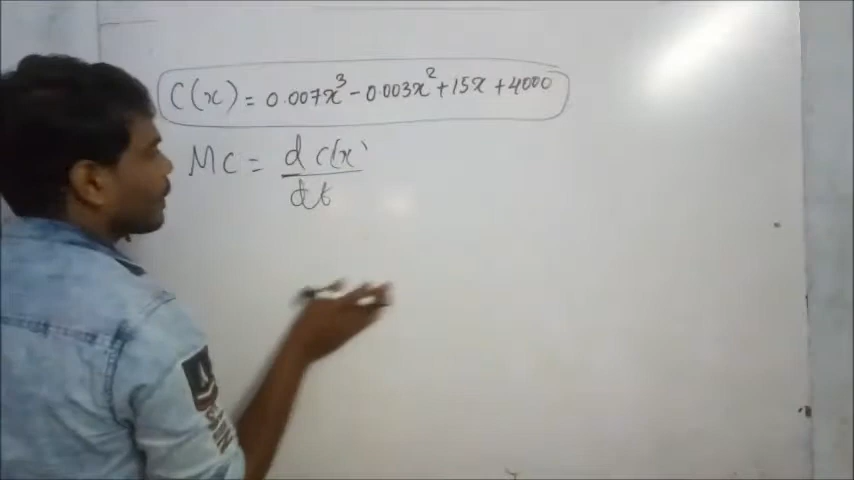 C(x) = 0.007x³ - 0.003x² + 15x + 4000
MC = d C(x)
dt